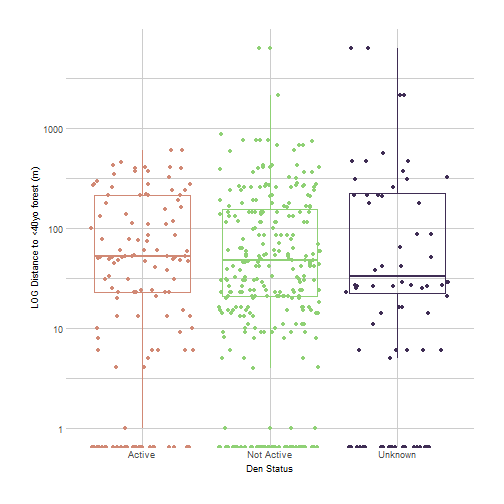 1000
100
10
1
LOG Distance to <40yo forest (m)
Active
Not Active
Unknown
Den Status